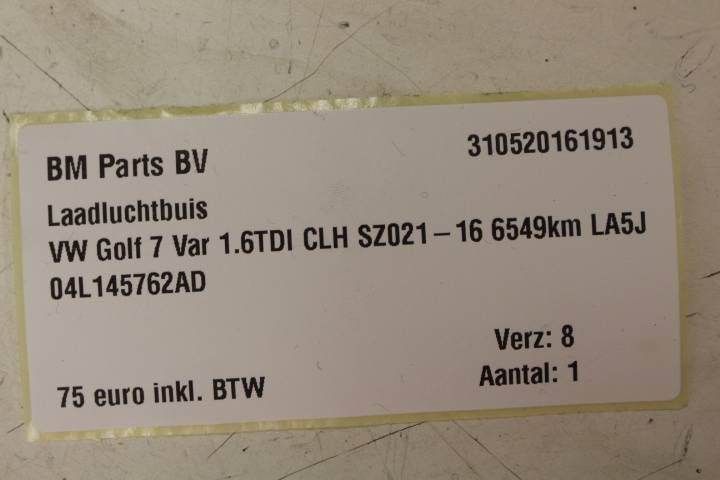 BM Parts BV 310520161913
Laadluchtbuis
VW Golf 7 Var 1.6TDI CLH SZ021-16 6549km LA5J
04L145762AD
Verz: 8
75 euro inkl. BTW Aantal: 1